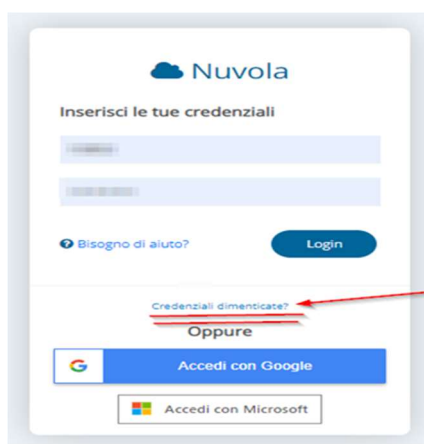 Nuvola
Inserisci le tue credenziali
Bisogno di aiuto?
Login
Credenziali dimenticate?
Oppure
Accedi con Google
Accedi con Microsoft